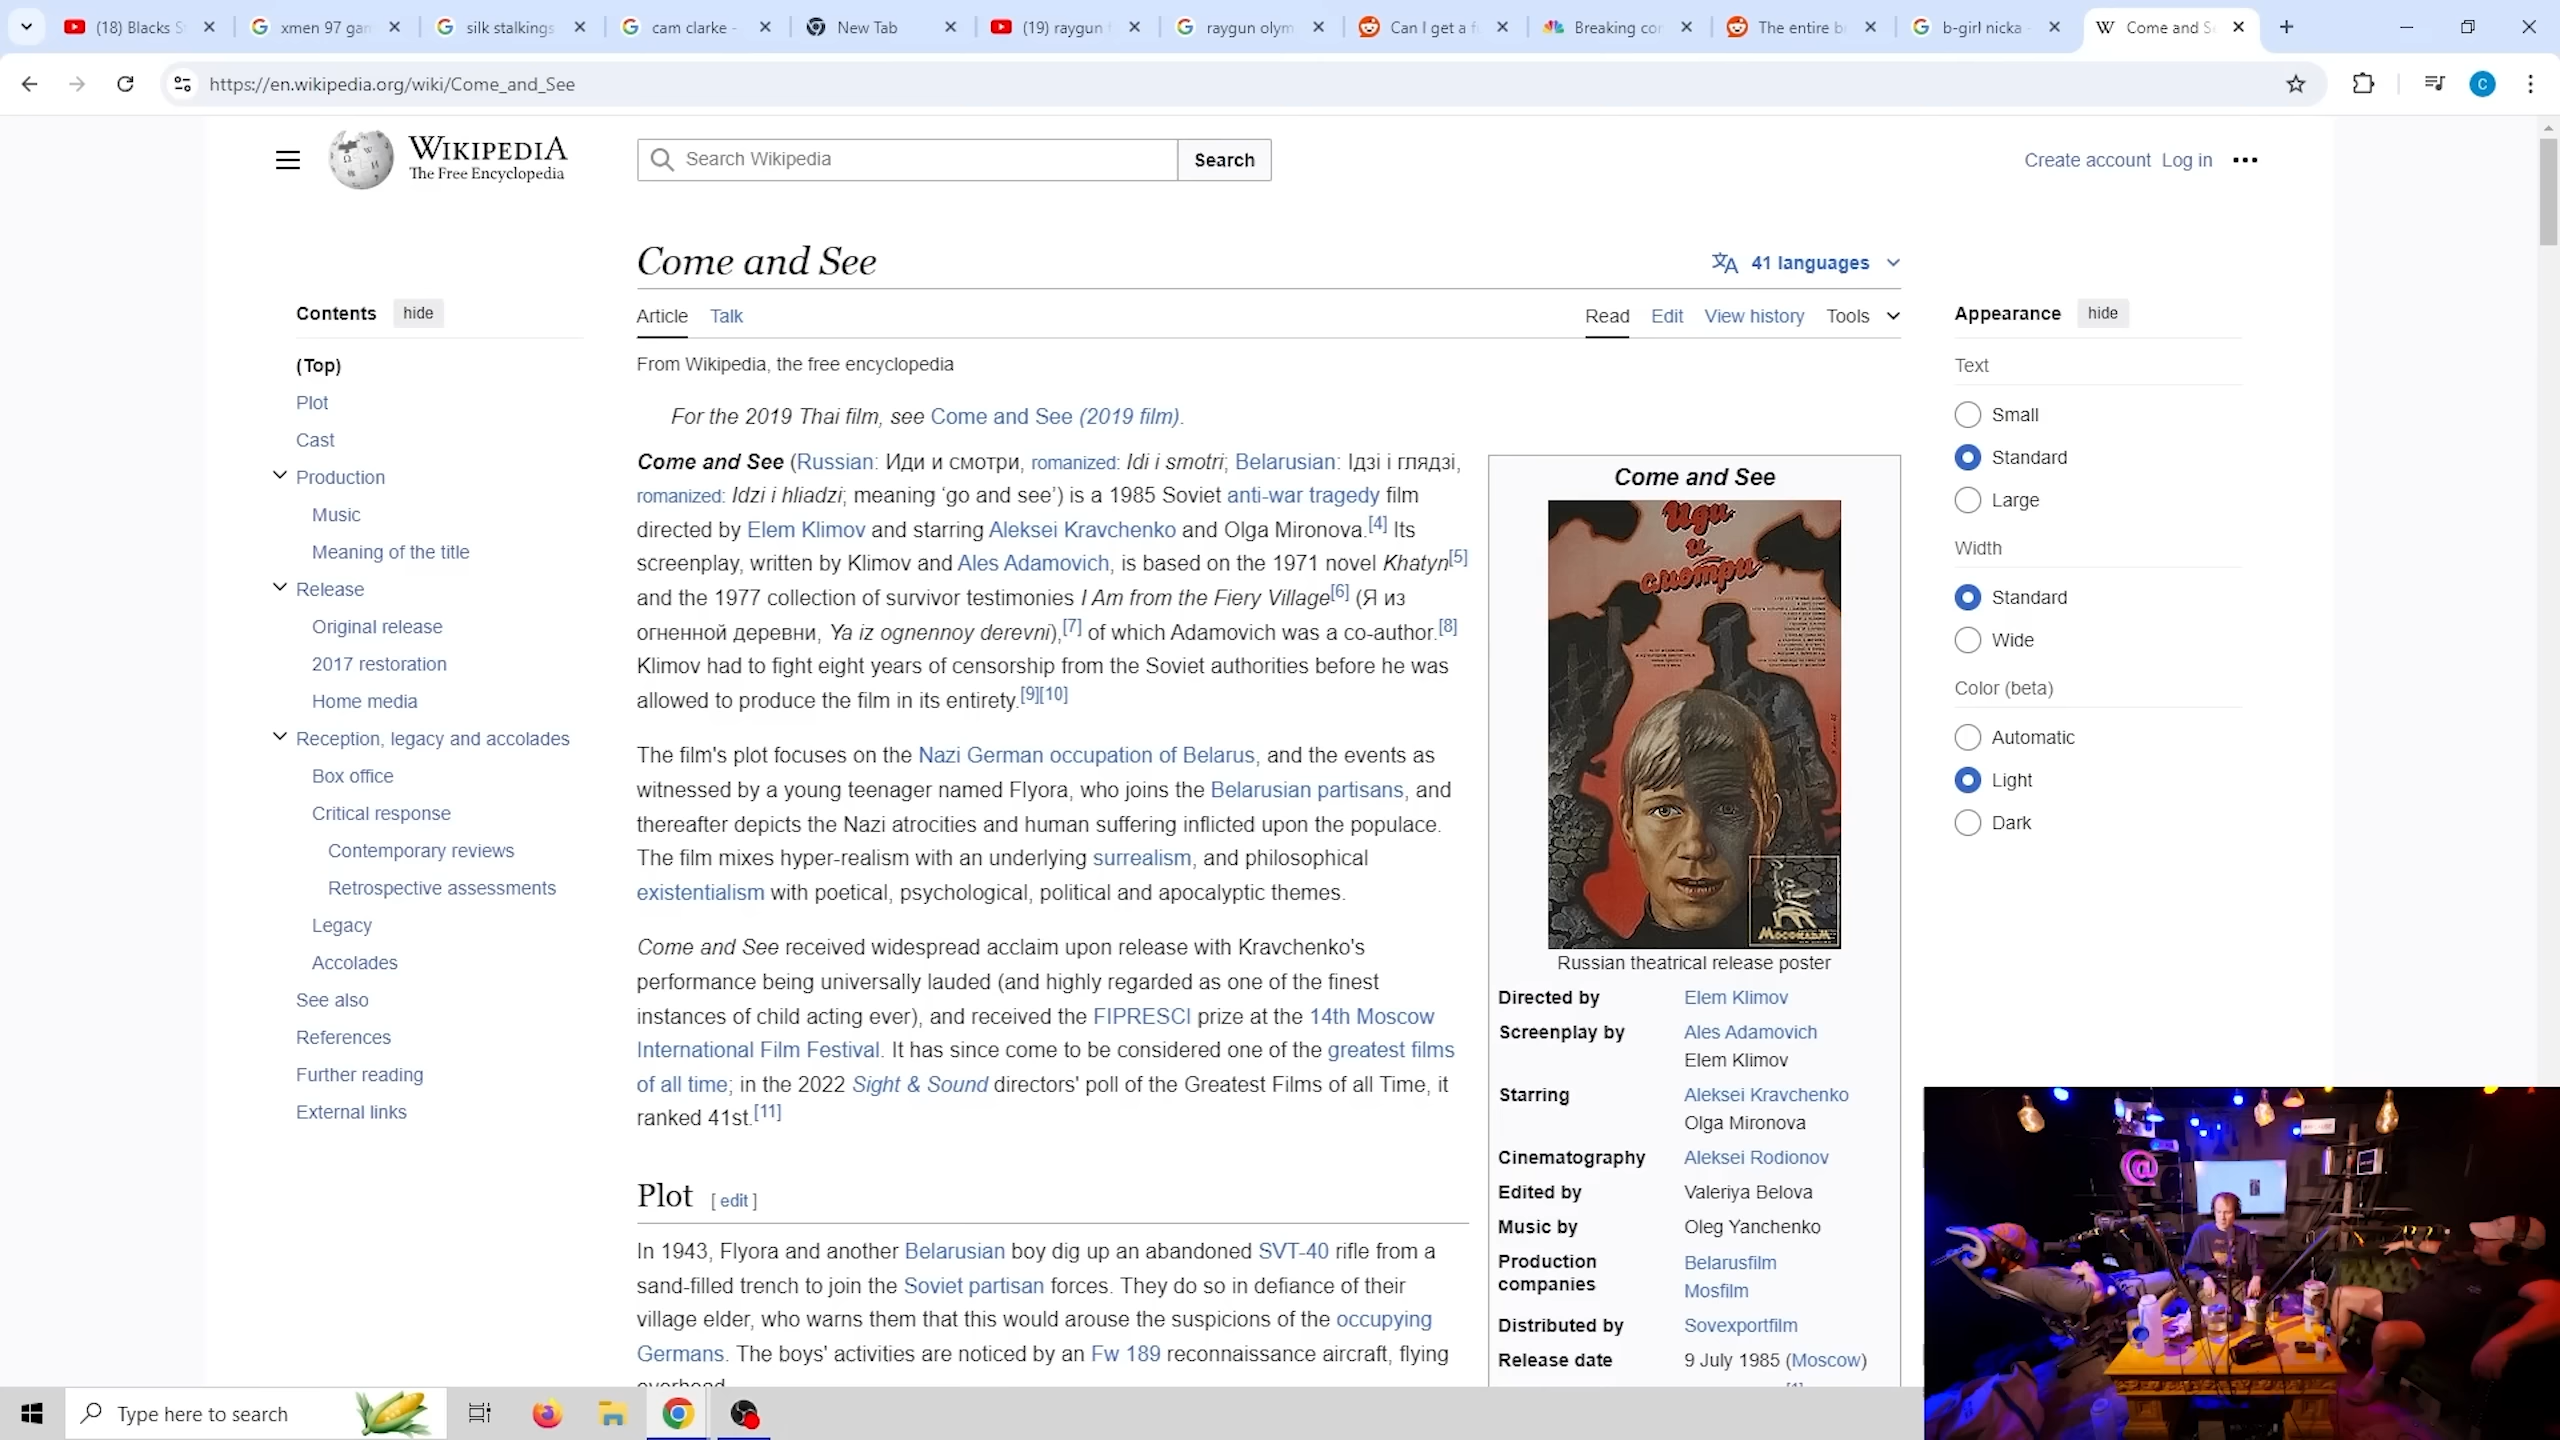 (18) Blacks S
xmen 97 gar
silk stalkings
cam clarke -
New Tab
(19) raygun
raygun olym
Can I get a f
Breaking cor
The entire b
b-girl nicka
Come and S
https://en.wikipedia.org/wiki/Come_and_See
C
WIKIPEDIA
The Free Encyclopedia
Search Wikipedia
Search
Create account Log in
Come and See
41 languages
Contents hide
Article Talk
Read Edit View history Tools
Appearance hide
(Top)
Plot
Cast
Production
Music
Meaning of the title
Release
Original release
2017 restoration
Home media
Reception, legacy and accolades
Box office
Critical response
Contemporary reviews
Retrospective assessments
Legacy
Accolades
See also
References
Further reading
External links
From Wikipedia, the free encyclopedia
For the 2019 Thai film, see Come and See (2019 film).
Come and See (Russian: Иди и смотри, romanized: Idi i smotri; Belarusian: Ідзі і глядзі,
romanized: Idzi i hliadzi; meaning ‘go and see’) is a 1985 Soviet anti-war tragedy film
directed by Elem Klimov and starring Aleksei Kravchenko and Olga Mironova.[4] Its
screenplay, written by Klimov and Ales Adamovich, is based on the 1971 novel Khatyn[5]
and the 1977 collection of survivor testimonies I Am from the Fiery Village[6] (Я из
огненной деревни, Ya iz ognennoy derevni),[7] of which Adamovich was a co-author.[8]
Klimov had to fight eight years of censorship from the Soviet authorities before he was
allowed to produce the film in its entirety.[9][10]
The film's plot focuses on the Nazi German occupation of Belarus, and the events as
witnessed by a young teenager named Flyora, who joins the Belarusian partisans, and
thereafter depicts the Nazi atrocities and human suffering inflicted upon the populace.
The film mixes hyper-realism with an underlying surrealism, and philosophical
existentialism with poetical, psychological, political and apocalyptic themes.
Come and See received widespread acclaim upon release with Kravchenko's
performance being universally lauded (and highly regarded as one of the finest
instances of child acting ever), and received the FIPRESCI prize at the 14th Moscow
International Film Festival. It has since come to be considered one of the greatest films
of all time; in the 2022 Sight & Sound directors' poll of the Greatest Films of all Time, it
ranked 41st.[11]
Plot [ edit ]
In 1943, Flyora and another Belarusian boy dig up an abandoned SVT-40 rifle from a
sand-filled trench to join the Soviet partisan forces. They do so in defiance of their
village elder, who warns them that this would arouse the suspicions of the occupying
Germans. The boys' activities are noticed by an Fw 189 reconnaissance aircraft, flying
overhead
Come and See
Иди
и
смотри
Мосфильм
Russian theatrical release poster
Directed by Elem Klimov
Screenplay by Ales Adamovich
Elem Klimov
Starring Aleksei Kravchenko
Olga Mironova
Cinematography Aleksei Rodionov
Edited by Valeriya Belova
Music by Oleg Yanchenko
Production companies Belarusfilm
Mosfilm
Distributed by Sovexportfilm
Release date 9 July 1985 (Moscow)
[1]
Text
Small
Standard
Large
Width
Standard
Wide
Color (beta)
Automatic
Light
Dark
@
Type here to search